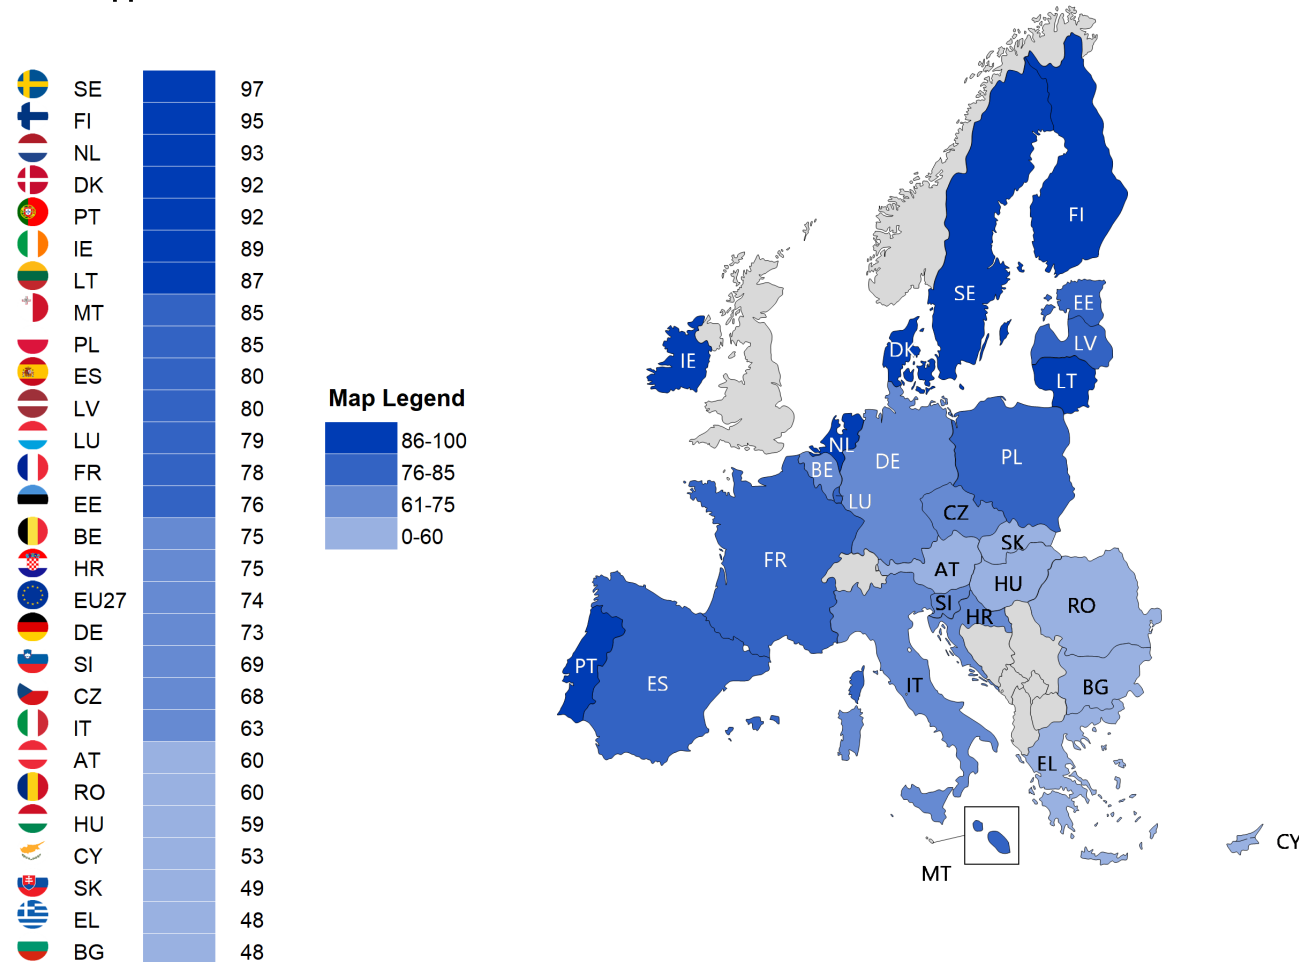 SE 97
FI 95
NL 93
DK 92
PT 92
IE 89
LT 87
MT 85
PL 85
ES 80
LV 80
LU 79
FR 78
EE 76
BE 75
HR 75
EU27 74
DE 73
SI 69
CZ 68
IT 63
AT 60
RO 60
HU 59
CY 53
SK 49
EL 48
BG 48
Map Legend
86-100
76-85
61-75
0-60
FI
SE
EE
LV
LT
DK
IE
NL
BE
DE
PL
LU
CZ
SK
FR
AT
HU
SI
HR
RO
PT
ES
IT
BG
EL
CY
MT